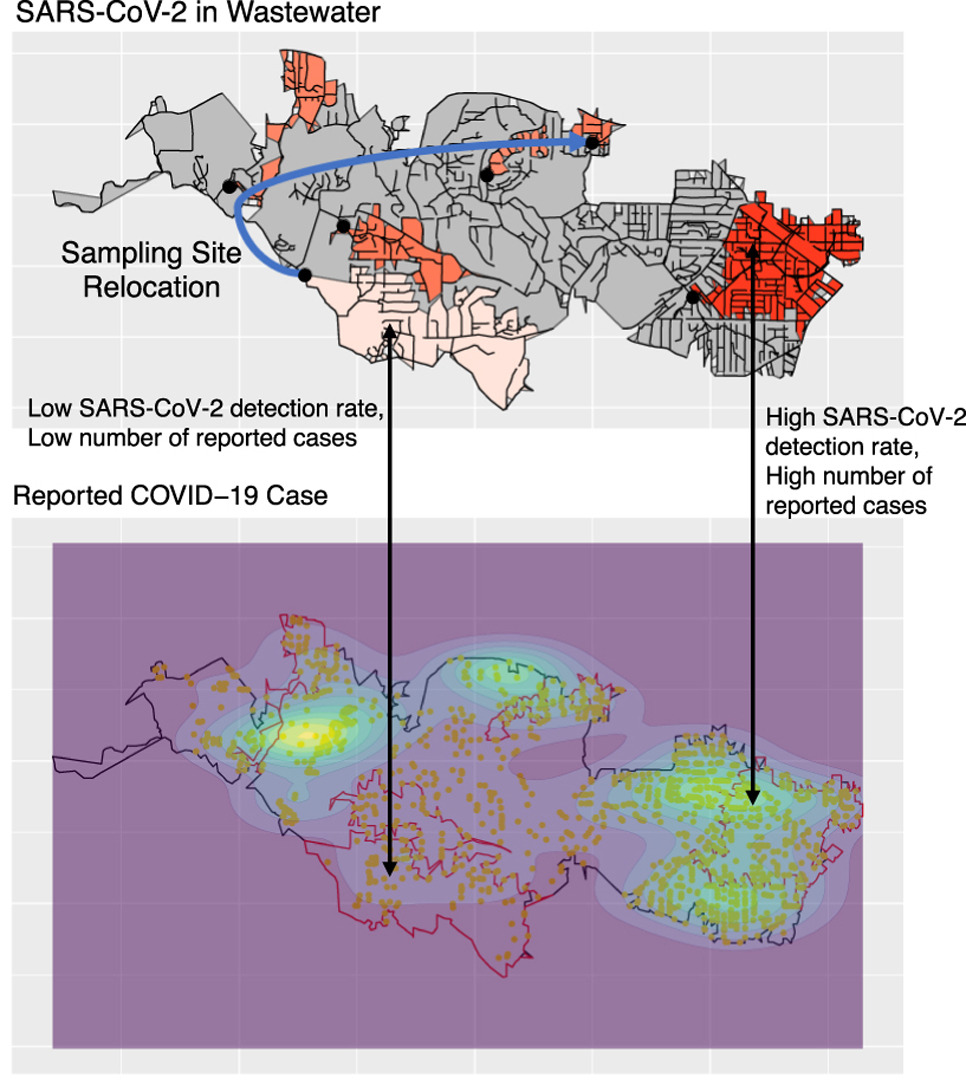 SARS-CoV-2 in Wastewater
Sampling Site
Relocation
Low SARS-CoV-2 detection rate,
Low number of reported cases
High SARS-CoV-2
detection rate,
High number of
reported cases
Reported COVID−19 Case